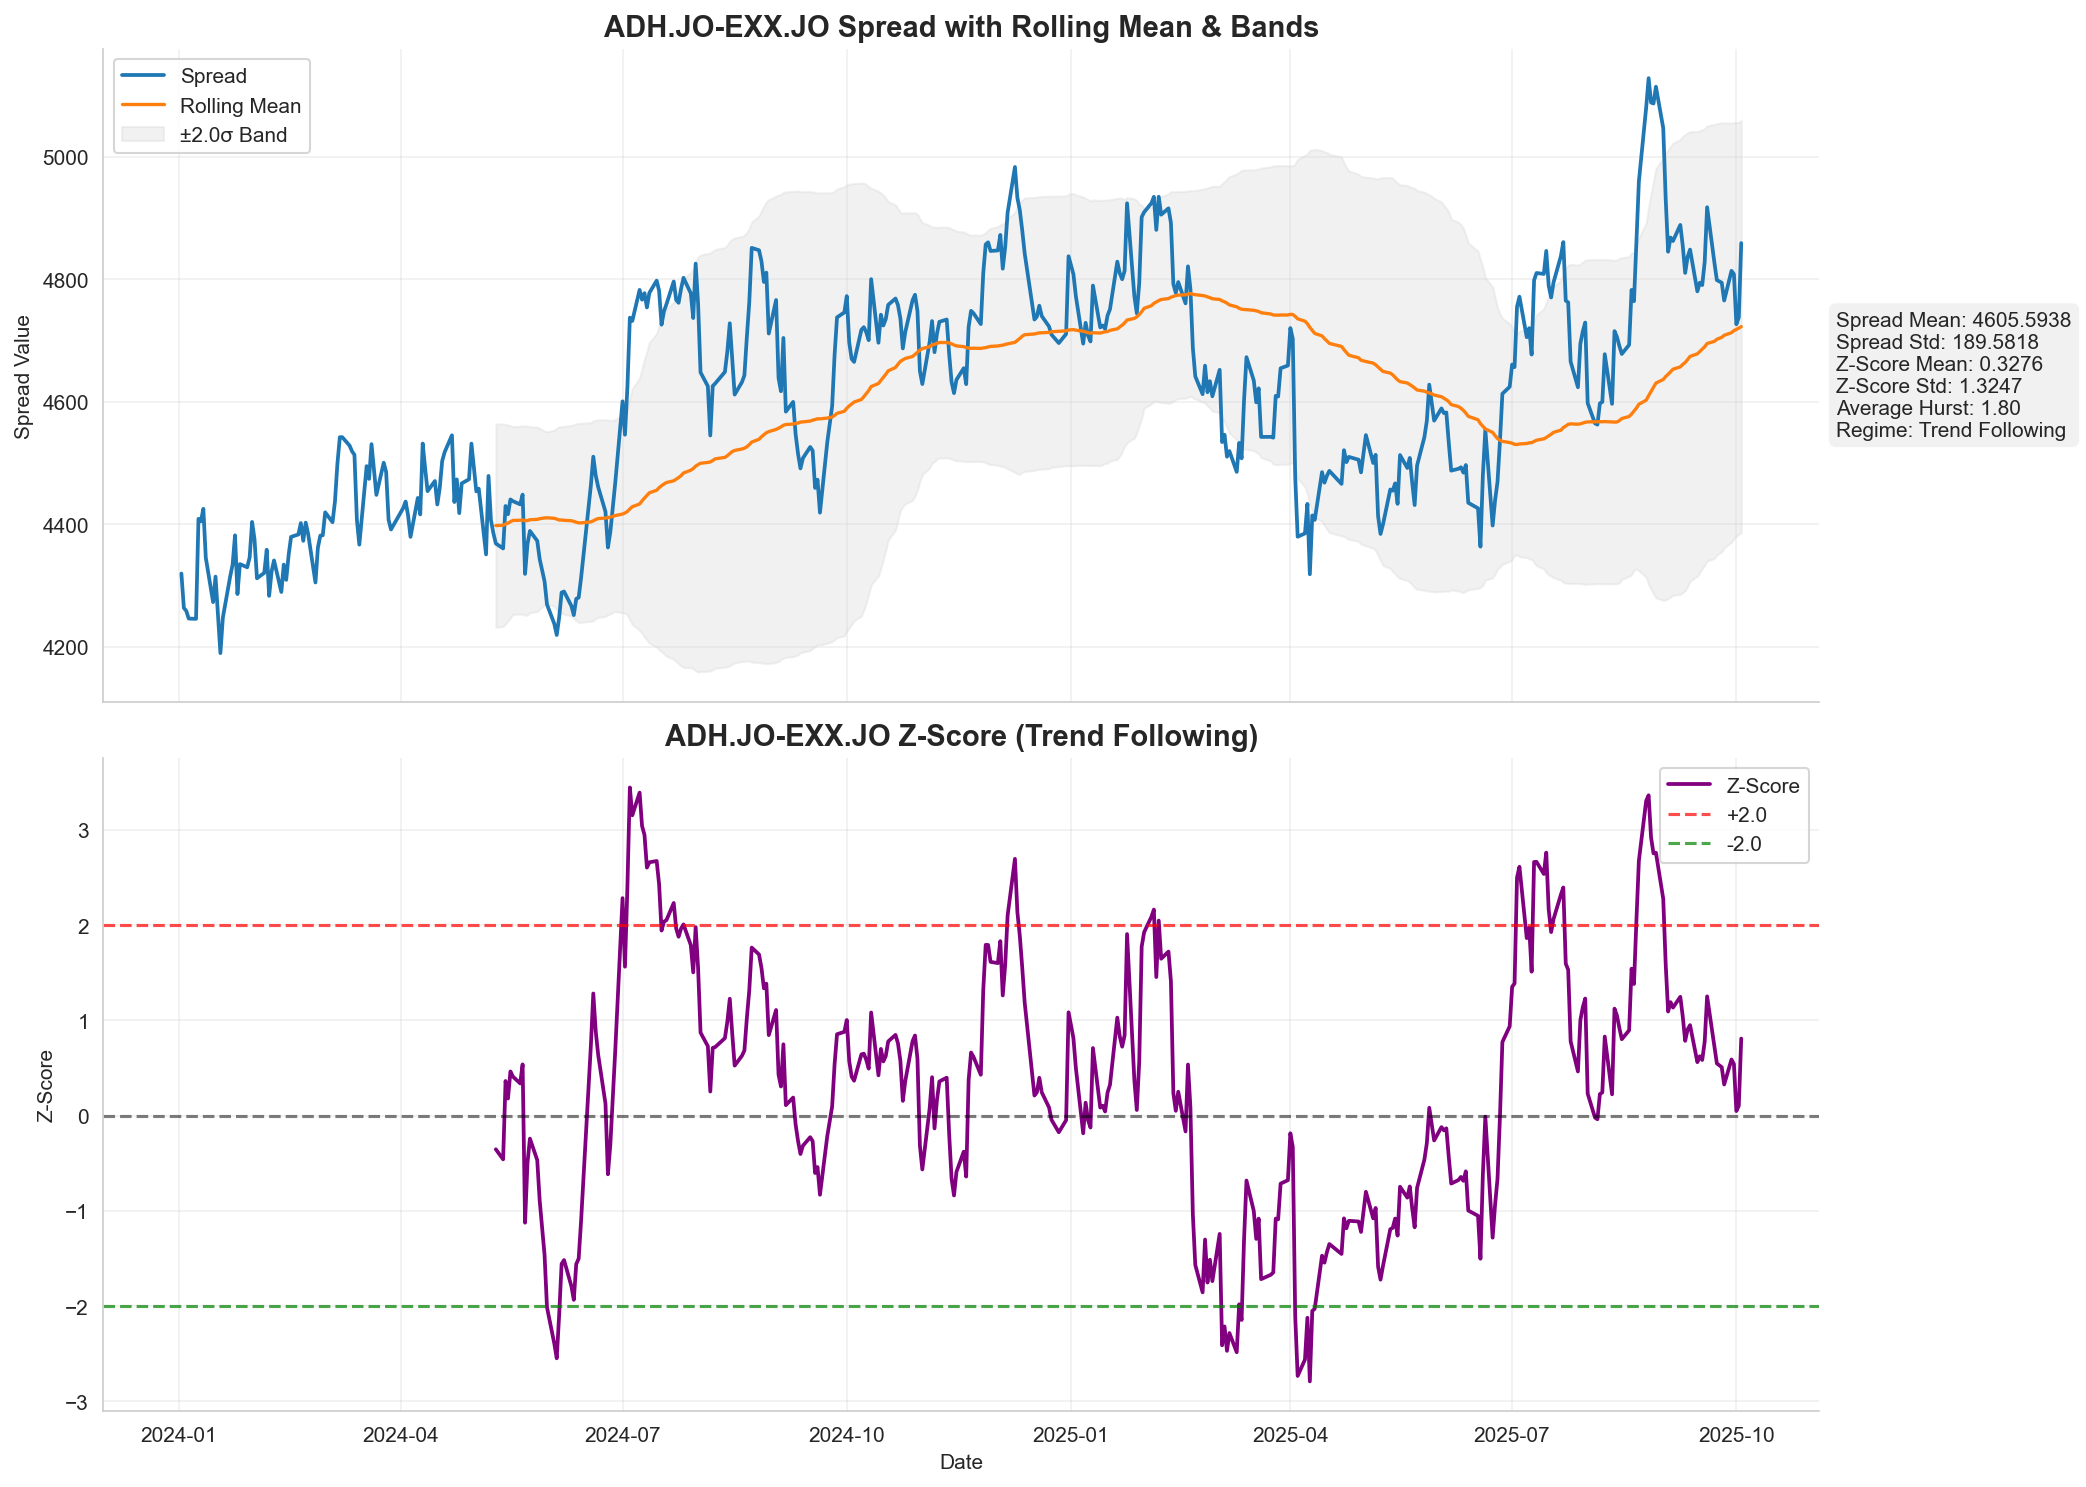 ADH.JO-EXX.JO Spread with Rolling Mean & Bands
Spread
Rolling Mean
±2.0σ Band
Spread Value
5000
4800
4600
4400
4200
Spread Mean: 4605.5938
Spread Std: 189.5818
Z-Score Mean: 0.3276
Z-Score Std: 1.3247
Average Hurst: 1.80
Regime: Trend Following
ADH.JO-EXX.JO Z-Score (Trend Following)
Z-Score
+2.0
-2.0
Z-Score
3
2
1
0
−1
−2
−3
2024-01
2024-04
2024-07
2024-10
2025-01
2025-04
2025-07
2025-10
Date